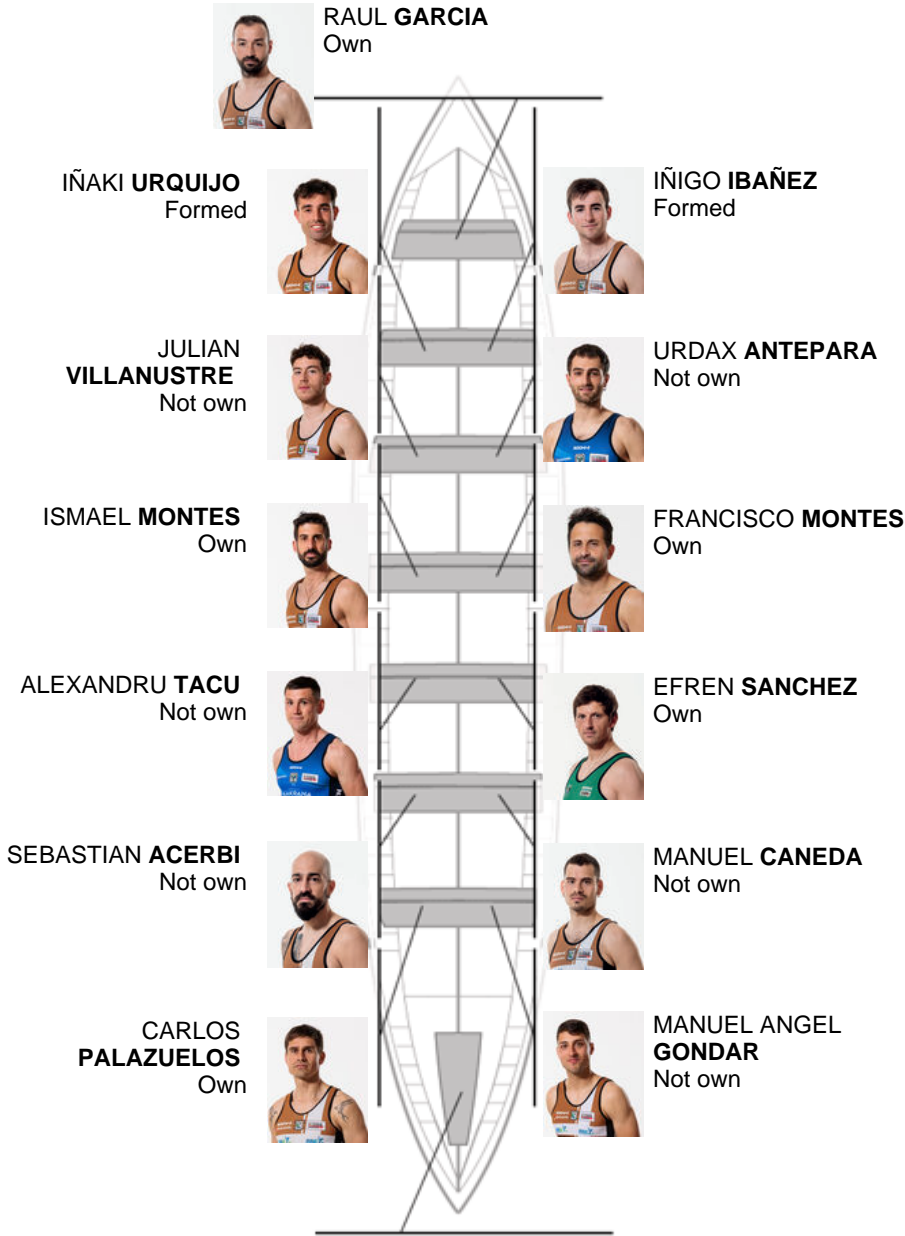 RAUL GARCIA
Own
IÑAKI URQUIJO
Formed
IÑIGO IBAÑEZ
Formed
JULIAN
VILLANUSTRE
Not own
URDAX ANTEPARA
Not own
ISMAEL MONTES
Own
FRANCISCO MONTES
Own
ALEXANDRU TACU
Not own
EFREN SANCHEZ
Own
SEBASTIAN ACERBI
Not own
MANUEL CANEDA
Not own
CARLOS
PALAZUELOS
Own
MANUEL ANGEL
GONDAR
Not own